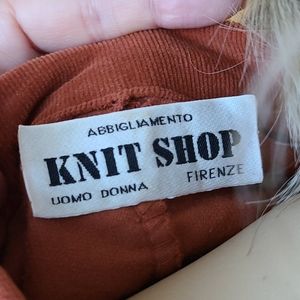 ABBIGLIAMENTO
KNIT SHOP
UOMO DONNA FIRENZE